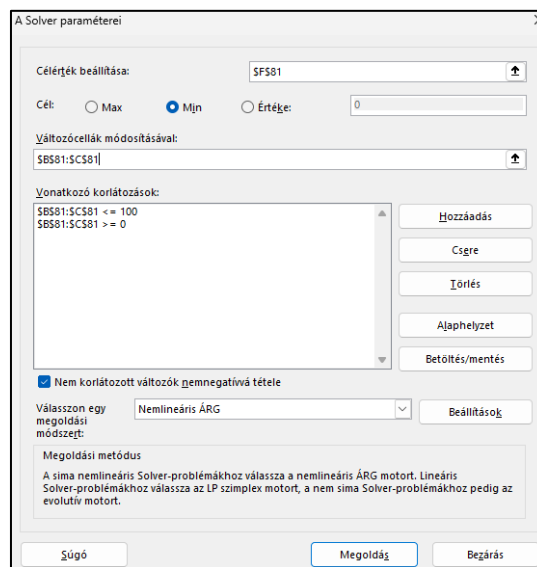 A Solver paraméterei
Célérték beállítása:
$F$81
Cél:
Max
Min
Értéke:
0
Változócellák módosításával:
$B$81:$C$81
Vonatkozó korlátozások:
$B$81:$C$81 <= 100
$B$81:$C$81 >= 0
Hozzáadás
Csere
Törlés
Alaphelyzet
Betöltés/mentés
Nem korlátozott változók nemnegatívvá tétele
Válasszon egy
megoldási
módszert:
Nemlineáris ÁRG
Beállítások
Megoldási metódus
A sima nemlineáris Solver-problémákhoz válassza a nemlineáris ÁRG motort. Lineáris
Solver-problémákhoz válassza az LP szimplex motort, a nem sima Solver-problémákhoz pedig az
evolutív motort.
Súgó
Megoldás
Bezárás